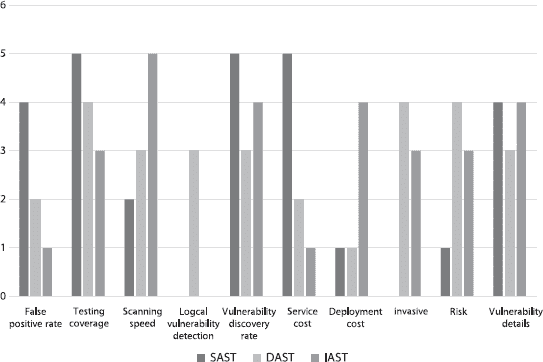 6
5
4
3
2
1
0
False Testing Scanning Logcal Vulnerability Service Deployment invasive Risk Vulnerability
positive rate coverage speed vulnerability discovery cost cost details
detection rate
SAST DAST IAST